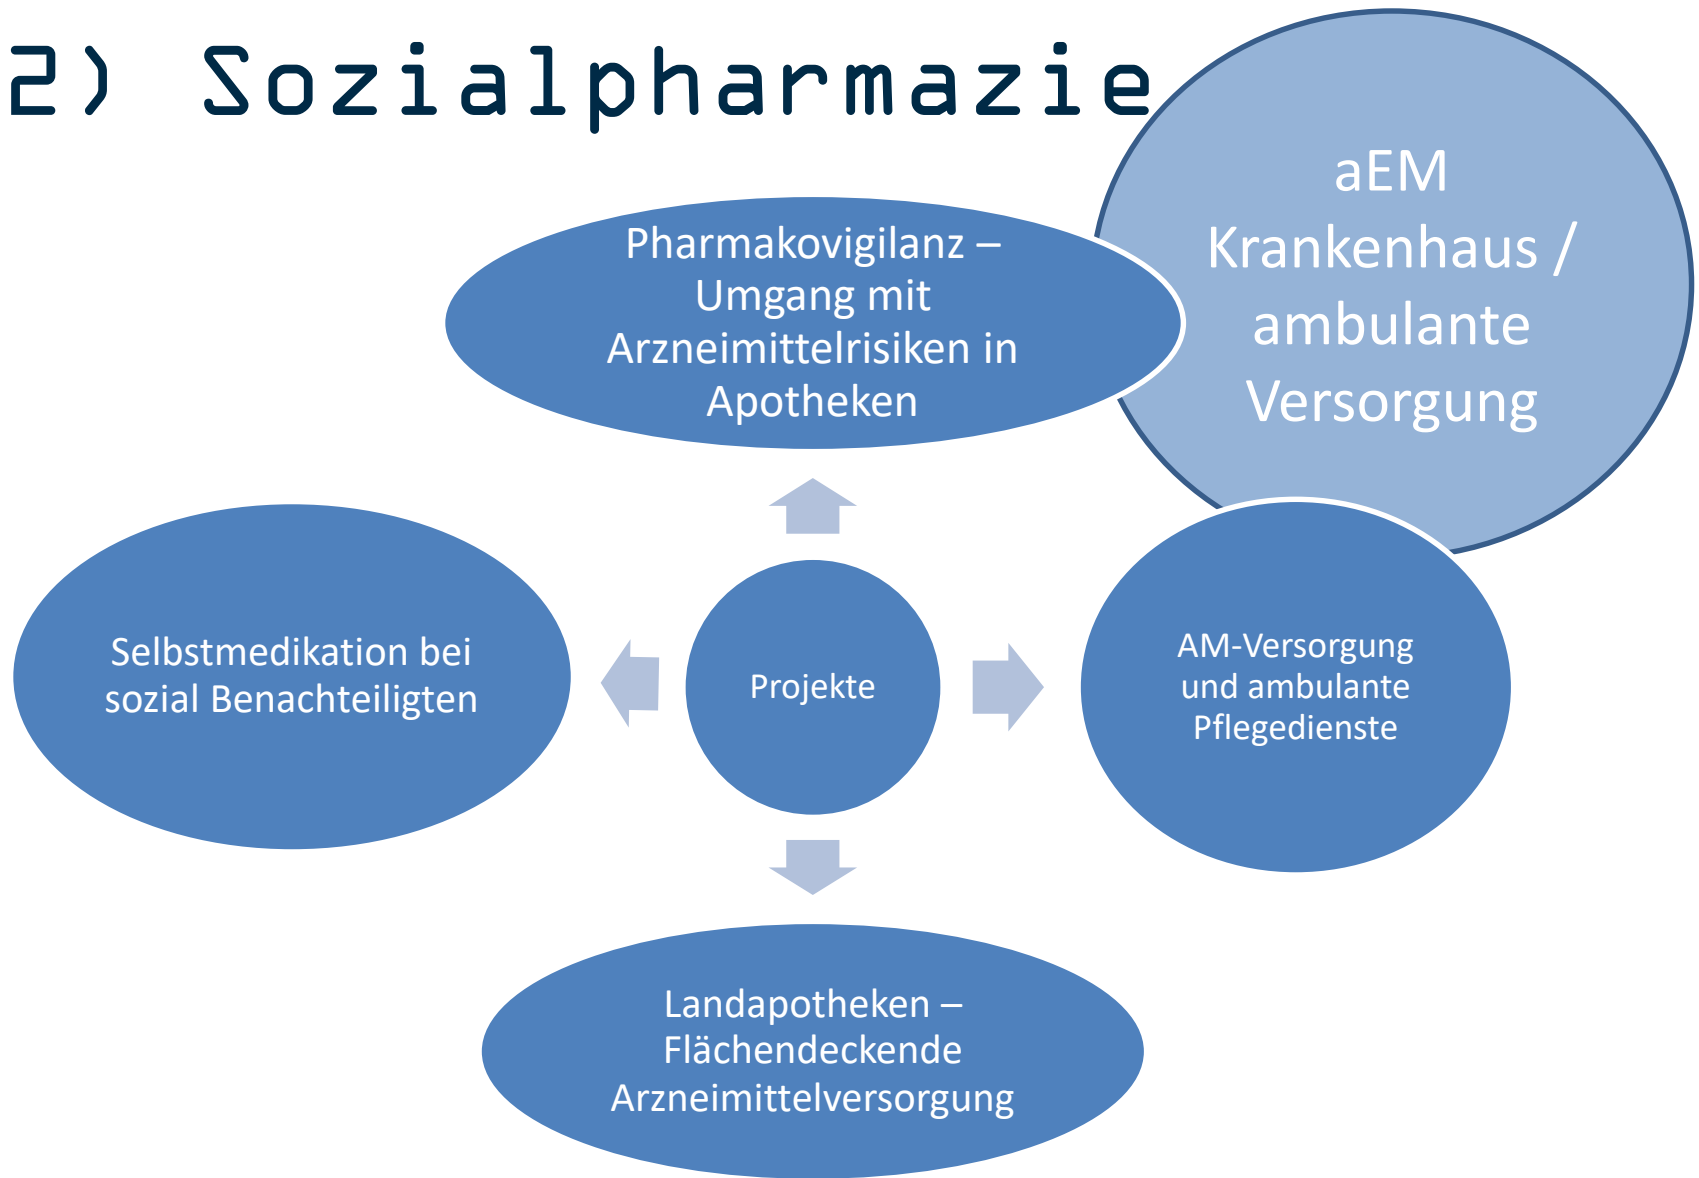 2) Sozialpharmazie
aEM
Krankenhaus /
ambulante
Versorgung
Pharmakovigilanz –
Umgang mit
Arzneimittelrisiken in
Apotheken
Selbstmedikation bei
sozial Benachteiligten
Projekte
AM-Versorgung
und ambulante
Pflegedienste
Landapotheken –
Flächendeckende
Arzneimittelversorgung